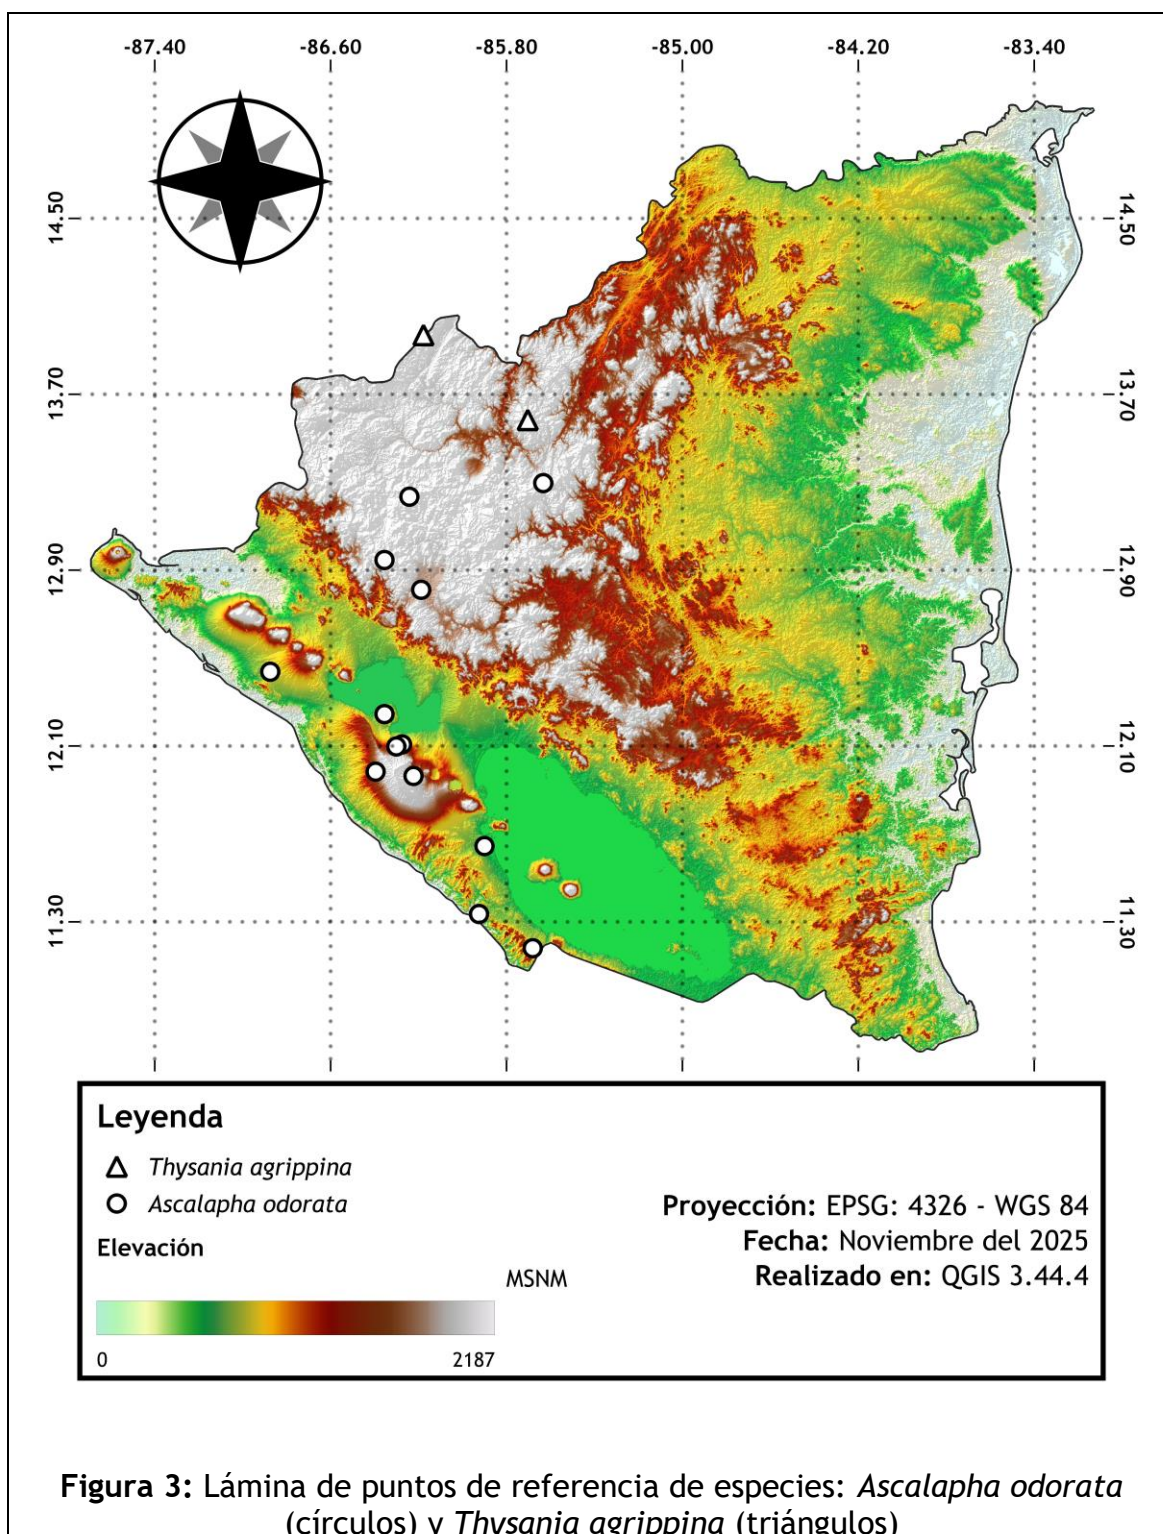 -87.40 -86.60 -85.80 -85.00 -84.20 -83.40
14.50 14.50
13.70 13.70
12.90 12.90
12.10 12.10
11.30 11.30
Leyenda
Thysania agrippina
Ascalapha odorata
Elevación
MSNM
0 2187
Proyección: EPSG: 4326 - WGS 84
Fecha: Noviembre del 2025
Realizado en: QGIS 3.44.4
Figura 3: Lámina de puntos de referencia de especies: Ascalapha odorata
(círculos) y Thysania agrippina (triángulos)